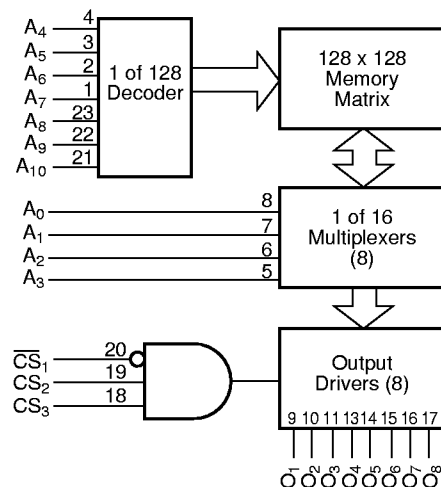 A4 4
A5 3
A6 2
A7 1
A8 23
A9 22
A10 21
1 of 128
Decoder
128 x 128
Memory
Matrix
A0 8
A1 7
A2 6
A3 5
1 of 16
Multiplexers
(8)
C̅S̅1 20
CS2 19
CS3 18
Output
Drivers (8)
9 10 11 13 14 15 16 17
O1 O2 O3 O4 O5 O6 O7 O8